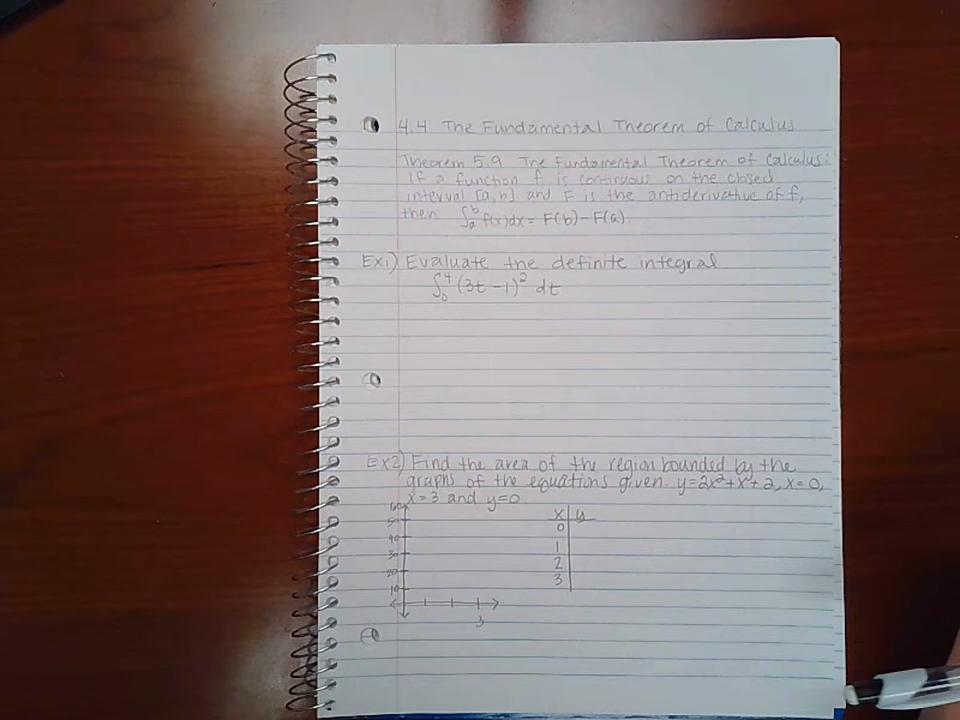 4.4 The Fundamental Theorem of Calculus
Theorem 5.9 The Fundamental Theorem of Calculus:
If a function f is continuous on the closed
interval [a,b] and F is the antiderivative of f,
then ∫ₐᵇ f(x)dx = F(b) - F(a).
Ex1) Evaluate the definite integral
∫₀⁴ (3t - 1)² dt
Ex2) Find the area of the region bounded by the
graphs of the equations given. y=2x²+x+2, x=0,
x=3 and y=0
60
50
40
30
20
10
3
x | y
0
1
2
3